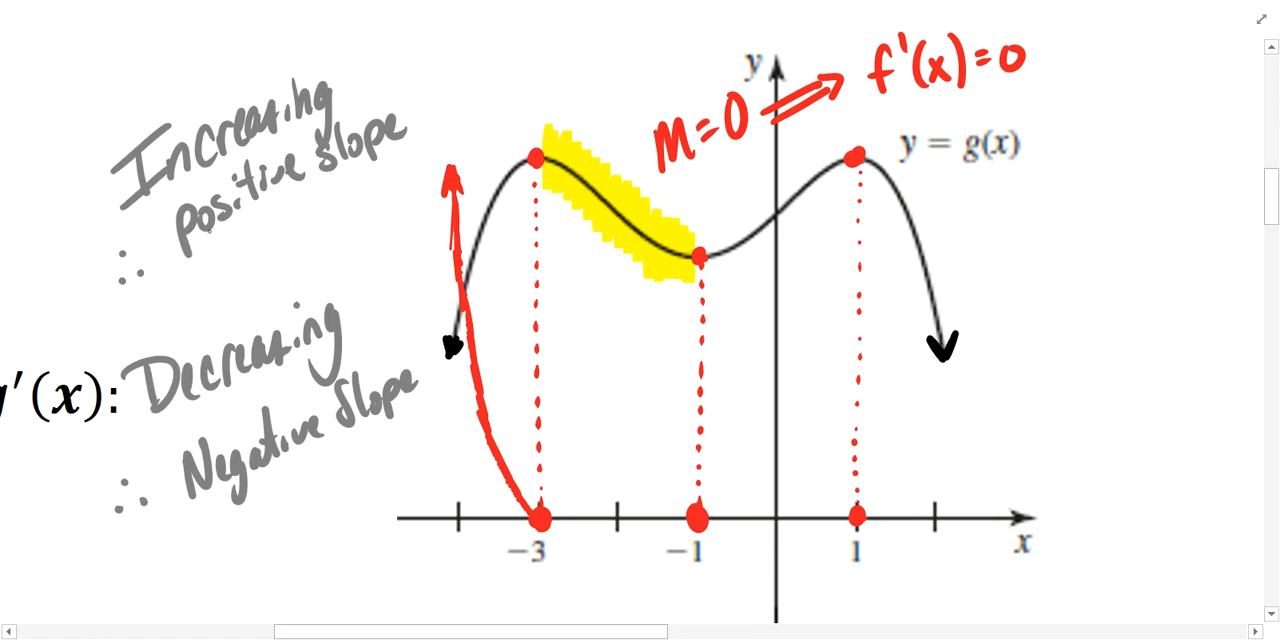 Increasing
∴ positive slope
g'(x): Decreasing
∴ Negative slope
y
M=0 ⇒ f'(x)=0
y = g(x)
-3
-1
1
x